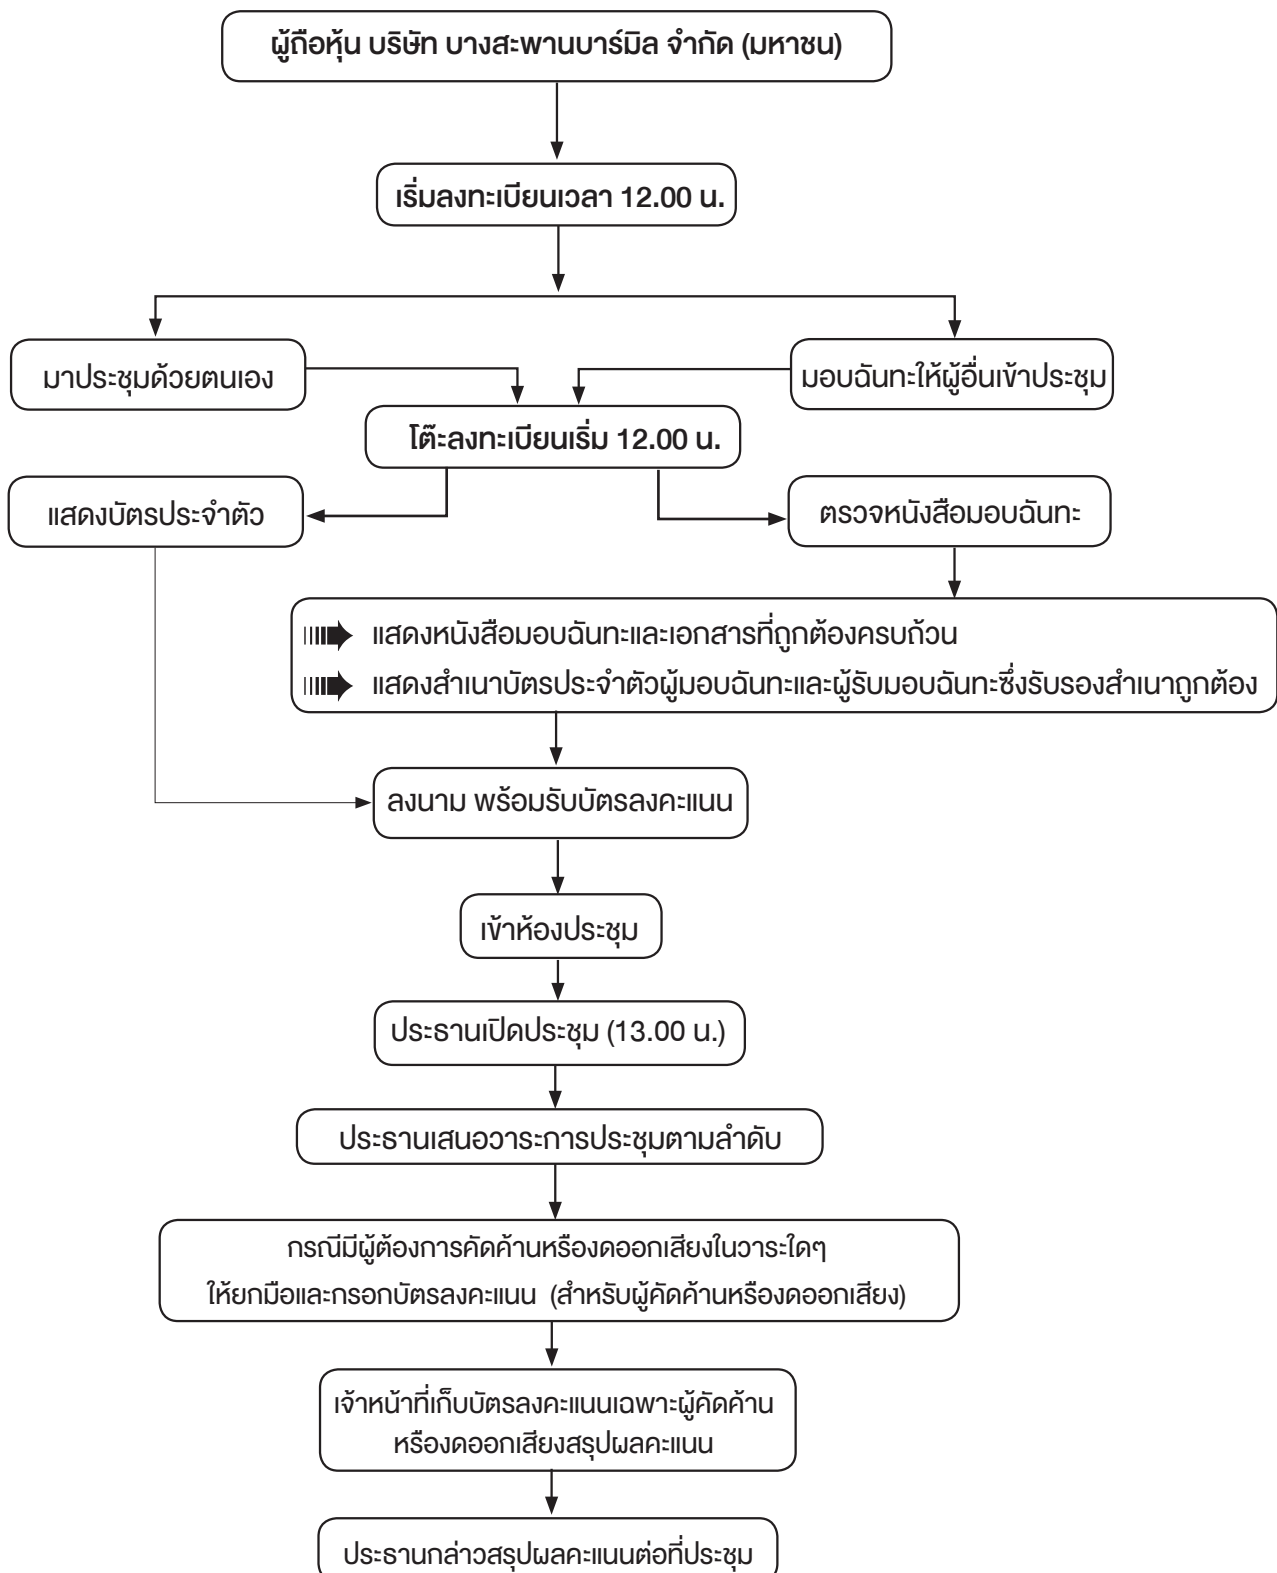 ผู้ถือหุ้น บริษัท บางสะพานบาร์มิล จำกัด (มหาชน)
เริ่มลงทะเบียนเวลา 12.00 น.
มาประชุมด้วยตนเอง
มอบฉันทะให้ผู้อื่นเข้าประชุม
โต๊ะลงทะเบียนเริ่ม 12.00 น.
แสดงบัตรประจำตัว
ตรวจหนังสือมอบฉันทะ
แสดงหนังสือมอบฉันทะและเอกสารที่ถูกต้องครบถ้วน
แสดงสำเนาบัตรประจำตัวผู้มอบฉันทะและผู้รับมอบฉันทะซึ่งรับรองสำเนาถูกต้อง
ลงนาม พร้อมรับบัตรลงคะแนน
เข้าห้องประชุม
ประธานเปิดประชุม (13.00 น.)
ประธานเสนอวาระการประชุมตามลำดับ
กรณีมีผู้ต้องการคัดค้านหรืองดออกเสียงในวาระใดๆ
ให้ยกมือและกรอกบัตรลงคะแนน (สำหรับผู้คัดค้านหรืองดออกเสียง)
เจ้าหน้าที่เก็บบัตรลงคะแนนเฉพาะผู้คัดค้าน
หรืองดออกเสียงสรุปผลคะแนน
ประธานกล่าวสรุปผลคะแนนต่อที่ประชุม